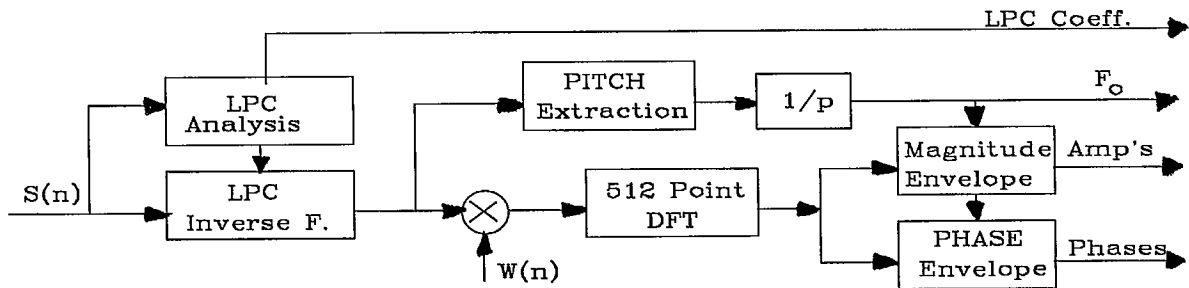 LPC Coeff.
LPC
Analysis
PITCH
Extraction
1/p
Fo
S(n)
LPC
Inverse F.
W(n)
512 Point
DFT
Magnitude
Envelope
Amp's
PHASE
Envelope
Phases